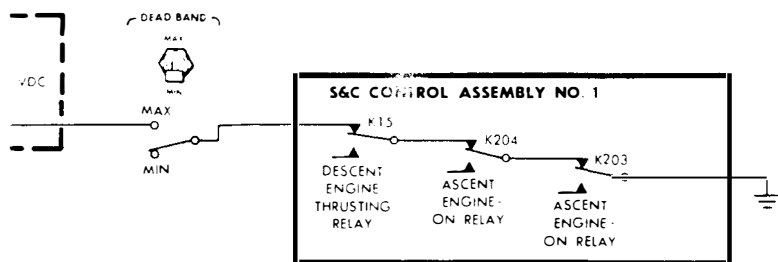 DEAD BAND
MAX
MIN
VDC
MAX
MIN
S&C CONTROL ASSEMBLY NO. 1
K15
K204
K203
DESCENT
ENGINE
THRUSTING
RELAY
ASCENT
ENGINE-
ON RELAY
ASCENT
ENGINE-
ON RELAY